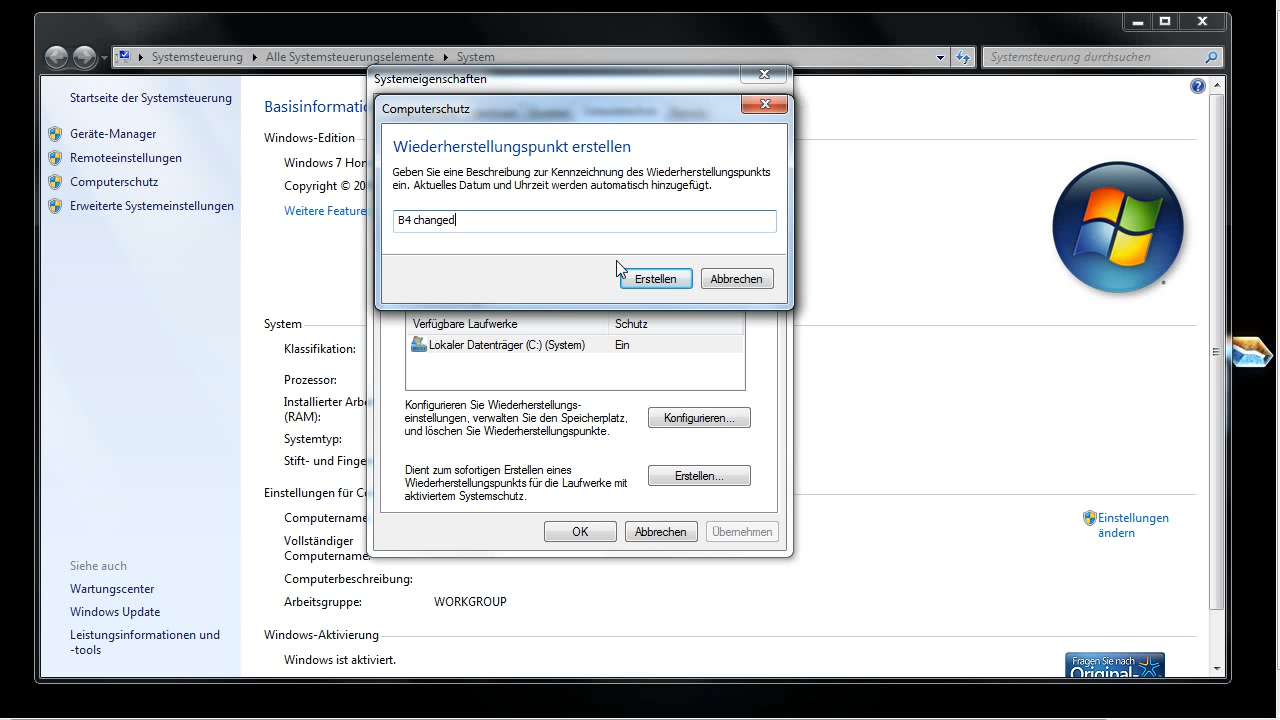 Systemsteuerung
Alle Systemsteuerungselemente
System
Systemsteuerung durchsuchen
Startseite der Systemsteuerung
Geräte-Manager
Remoteeinstellungen
Computerschutz
Erweiterte Systemeinstellungen
Siehe auch
Wartungscenter
Windows Update
Leistungsinformationen und
-tools
Basisinformatio
Windows-Edition
Windows 7 Hom
Copyright © 20
Weitere Feature
System
Klassifikation:
Prozessor:
Installierter Arbe
(RAM):
Systemtyp:
Stift- und Finge
Einstellungen für Co
Computername
Vollständiger
Computername:
Computerbeschreibung:
Arbeitsgruppe:
WORKGROUP
Einstellungen
ändern
Windows-Aktivierung
Windows ist aktiviert.
Fragen Sie nach
Original-
Systemeigenschaften
Computerschutz
Wiederherstellungspunkt erstellen
Geben Sie eine Beschreibung zur Kennzeichnung des Wiederherstellungspunkts
ein. Aktuelles Datum und Uhrzeit werden automatisch hinzugefügt.
B4 changed
Erstellen
Abbrechen
Verfügbare Laufwerke
Schutz
Lokaler Datenträger (C:) (System)
Ein
Konfigurieren Sie Wiederherstellungs-
einstellungen, verwalten Sie den Speicherplatz,
und löschen Sie Wiederherstellungspunkte.
Konfigurieren...
Dient zum sofortigen Erstellen eines
Wiederherstellungspunkts für die Laufwerke mit
aktiviertem Systemschutz.
Erstellen...
OK
Abbrechen
Übernehmen